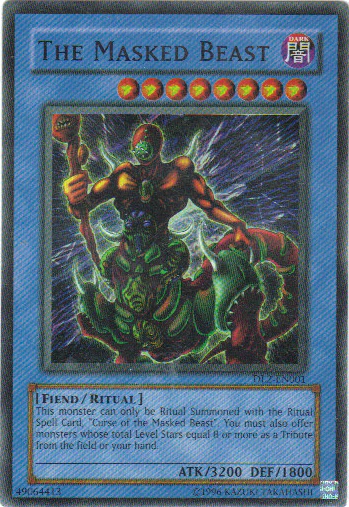 THE MASKED BEAST
DARK
闇
DL2-EN001
[FIEND / RITUAL]
This monster can only be Ritual Summoned with the Ritual
Spell Card, "Curse of the Masked Beast". You must also offer
monsters whose total Level Stars equal 8 or more as a Tribute
from the field or your hand.
ATK/3200 DEF/1800
49064413
©1996 KAZUKI TAKAHASHI